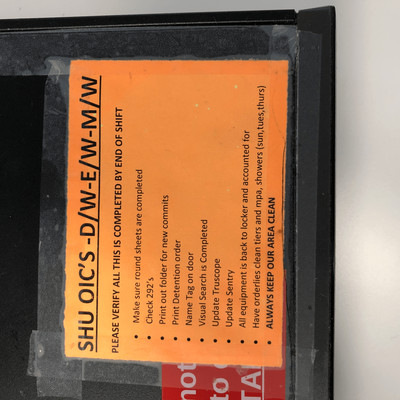 SHU OIC'S -D/W-E/W-M/W
PLEASE VERIFY ALL THIS IS COMPLETED BY END OF SHIFT
• Make sure round sheets are completed
• Check 292's
• Print out folder for new commits
• Print Detention order
• Name Tag on door
• Visual Search is Completed
• Update Truscope
• Update Sentry
• All equipment is back to locker and accounted for
• Have orderlies clean tiers and mpa, showers (sun,tues,thurs)
• ALWAYS KEEP OUR AREA CLEAN
not
to
TA